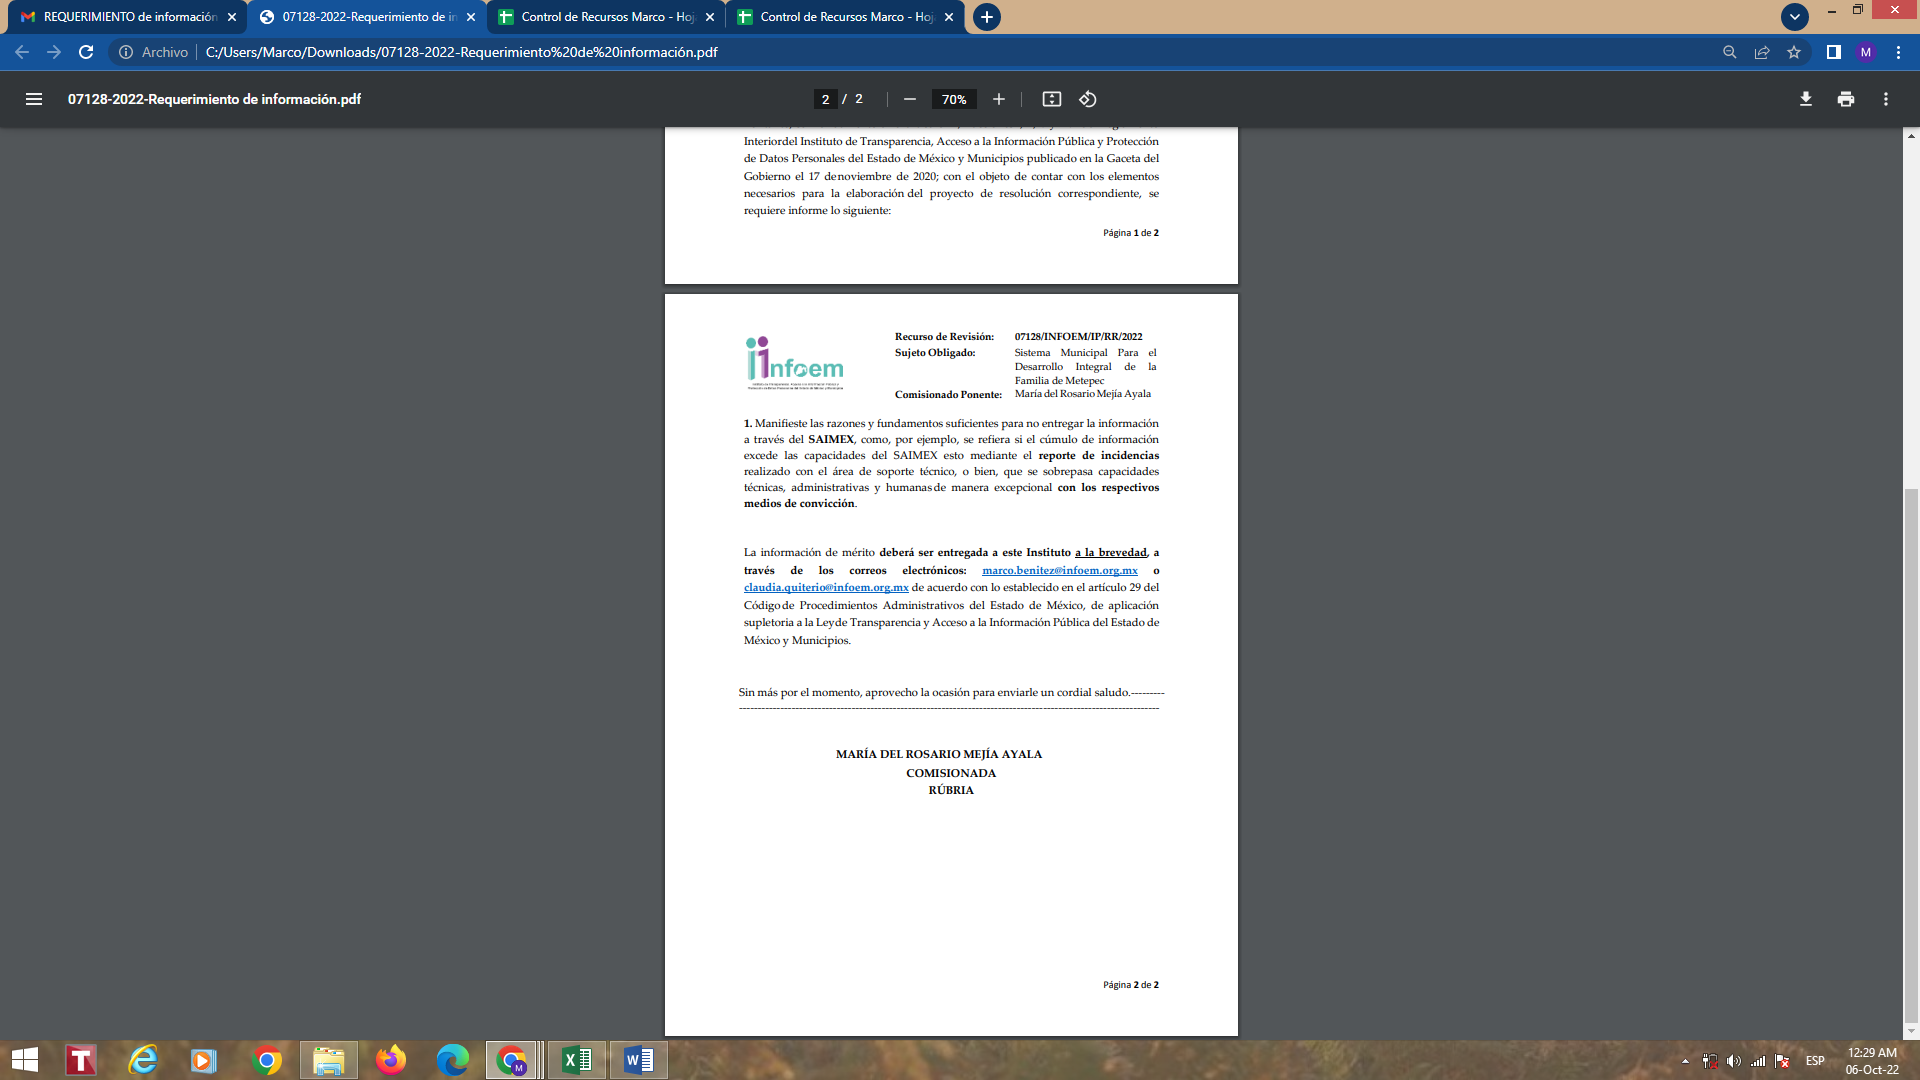 REQUERIMIENTO de información
07128-2022-Requerimiento de in
Control de Recursos Marco - Hoj
Control de Recursos Marco - Hoj
Archivo
C:/Users/Marco/Downloads/07128-2022-Requerimiento%20de%20información.pdf
M
07128-2022-Requerimiento de información.pdf
2 / 2
70%
Interiordel Instituto de Transparencia, Acceso a la Información Pública y Protección
de Datos Personales del Estado de México y Municipios publicado en la Gaceta del
Gobierno el 17 denoviembre de 2020; con el objeto de contar con los elementos
necesarios para la elaboración del proyecto de resolución correspondiente, se
requiere informe lo siguiente:
Página 1 de 2
infoem
Recurso de Revisión: 07128/INFOEM/IP/RR/2022
Sujeto Obligado: Sistema Municipal Para el
Desarrollo Integral de la
Familia de Metepec
Comisionado Ponente: María del Rosario Mejía Ayala
1. Manifieste las razones y fundamentos suficientes para no entregar la información
a través del SAIMEX, como, por ejemplo, se refiera si el cúmulo de información
excede las capacidades del SAIMEX esto mediante el reporte de incidencias
realizado con el área de soporte técnico, o bien, que se sobrepasa capacidades
técnicas, administrativas y humanas de manera excepcional con los respectivos
medios de convicción.
La información de mérito deberá ser entregada a este Instituto a la brevedad, a
través de los correos electrónicos: marco.benitez@infoem.org.mx o
claudia.quiterio@infoem.org.mx de acuerdo con lo establecido en el artículo 29 del
Código de Procedimientos Administrativos del Estado de México, de aplicación
supletoria a la Leyde Transparencia y Acceso a la Información Pública del Estado de
México y Municipios.
Sin más por el momento, aprovecho la ocasión para enviarle un cordial saludo.---------
MARÍA DEL ROSARIO MEJÍA AYALA
COMISIONADA
RÚBRIA
Página 2 de 2
ESP
12:29 AM
06-Oct-22